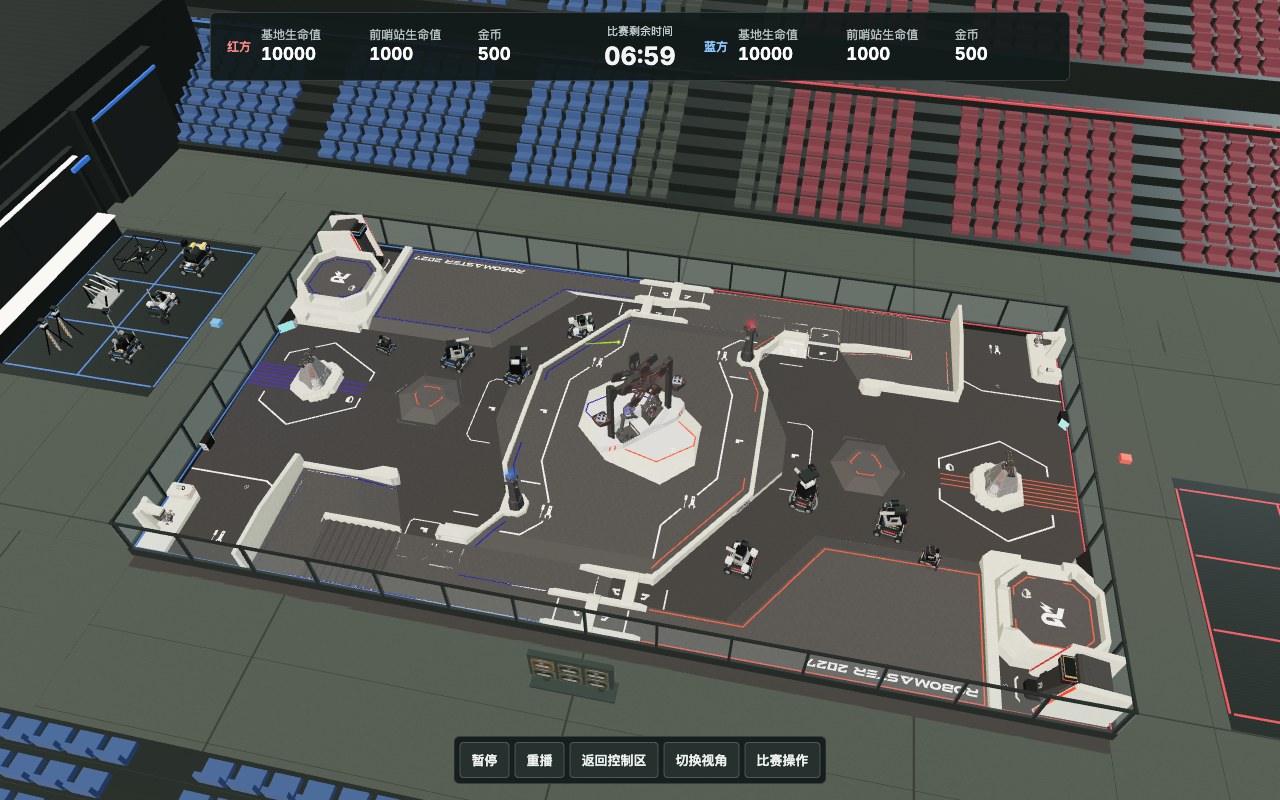 红方
基地生命值
10000
前哨站生命值
1000
金币
500
比赛剩余时间
06:59
蓝方
基地生命值
10000
前哨站生命值
1000
金币
500
ROBOMASTER 2027
ROBOMASTER 2027
暂停
重播
返回控制区
切换视角
比赛操作